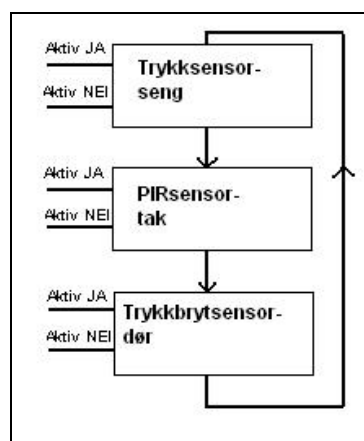 Aktiv JA
Trykksensor-
seng
Aktiv NEI
Aktiv JA
PIRsensor-
tak
Aktiv NEI
Aktiv JA
Trykkbrytsensor-
dør
Aktiv NEI